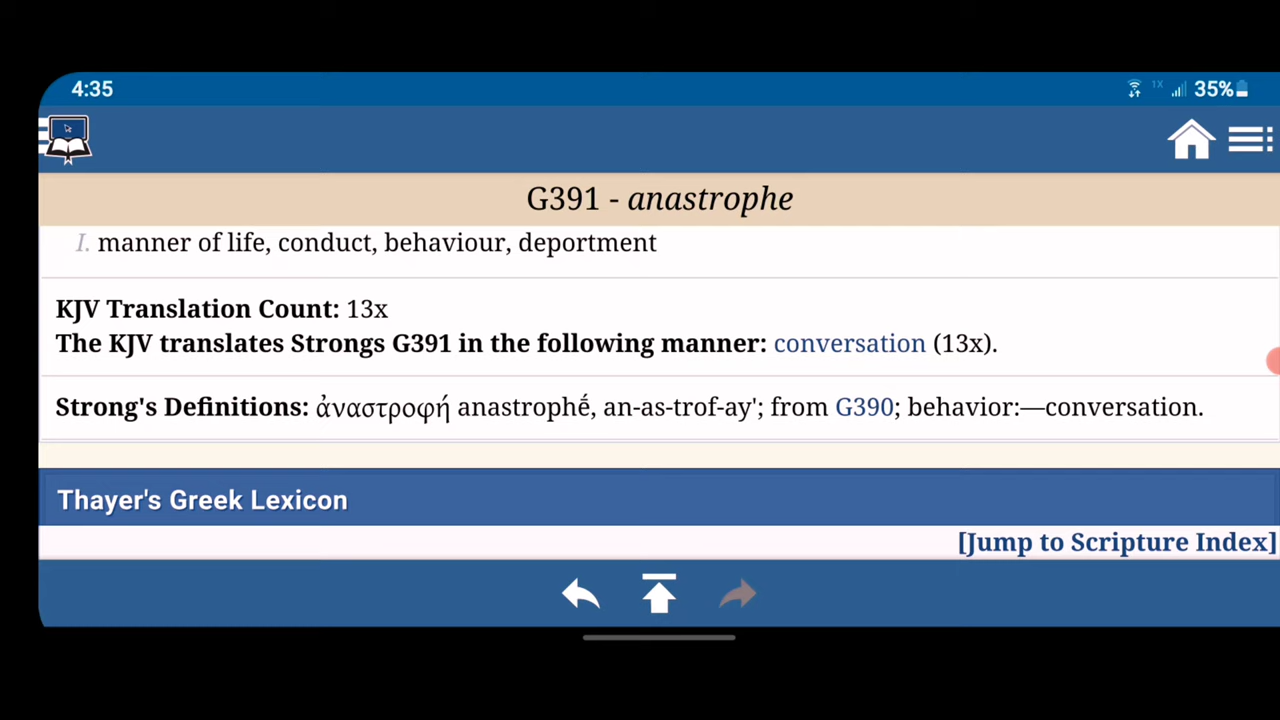 4:35
1X 35%
G391 - anastrophe
I. manner of life, conduct, behaviour, deportment
KJV Translation Count: 13x
The KJV translates Strongs G391 in the following manner: conversation (13x).
Strong's Definitions: ἀναστροφή anastrophḗ, an-as-trof-ay'; from G390; behavior:—conversation.
Thayer's Greek Lexicon
[Jump to Scripture Index]